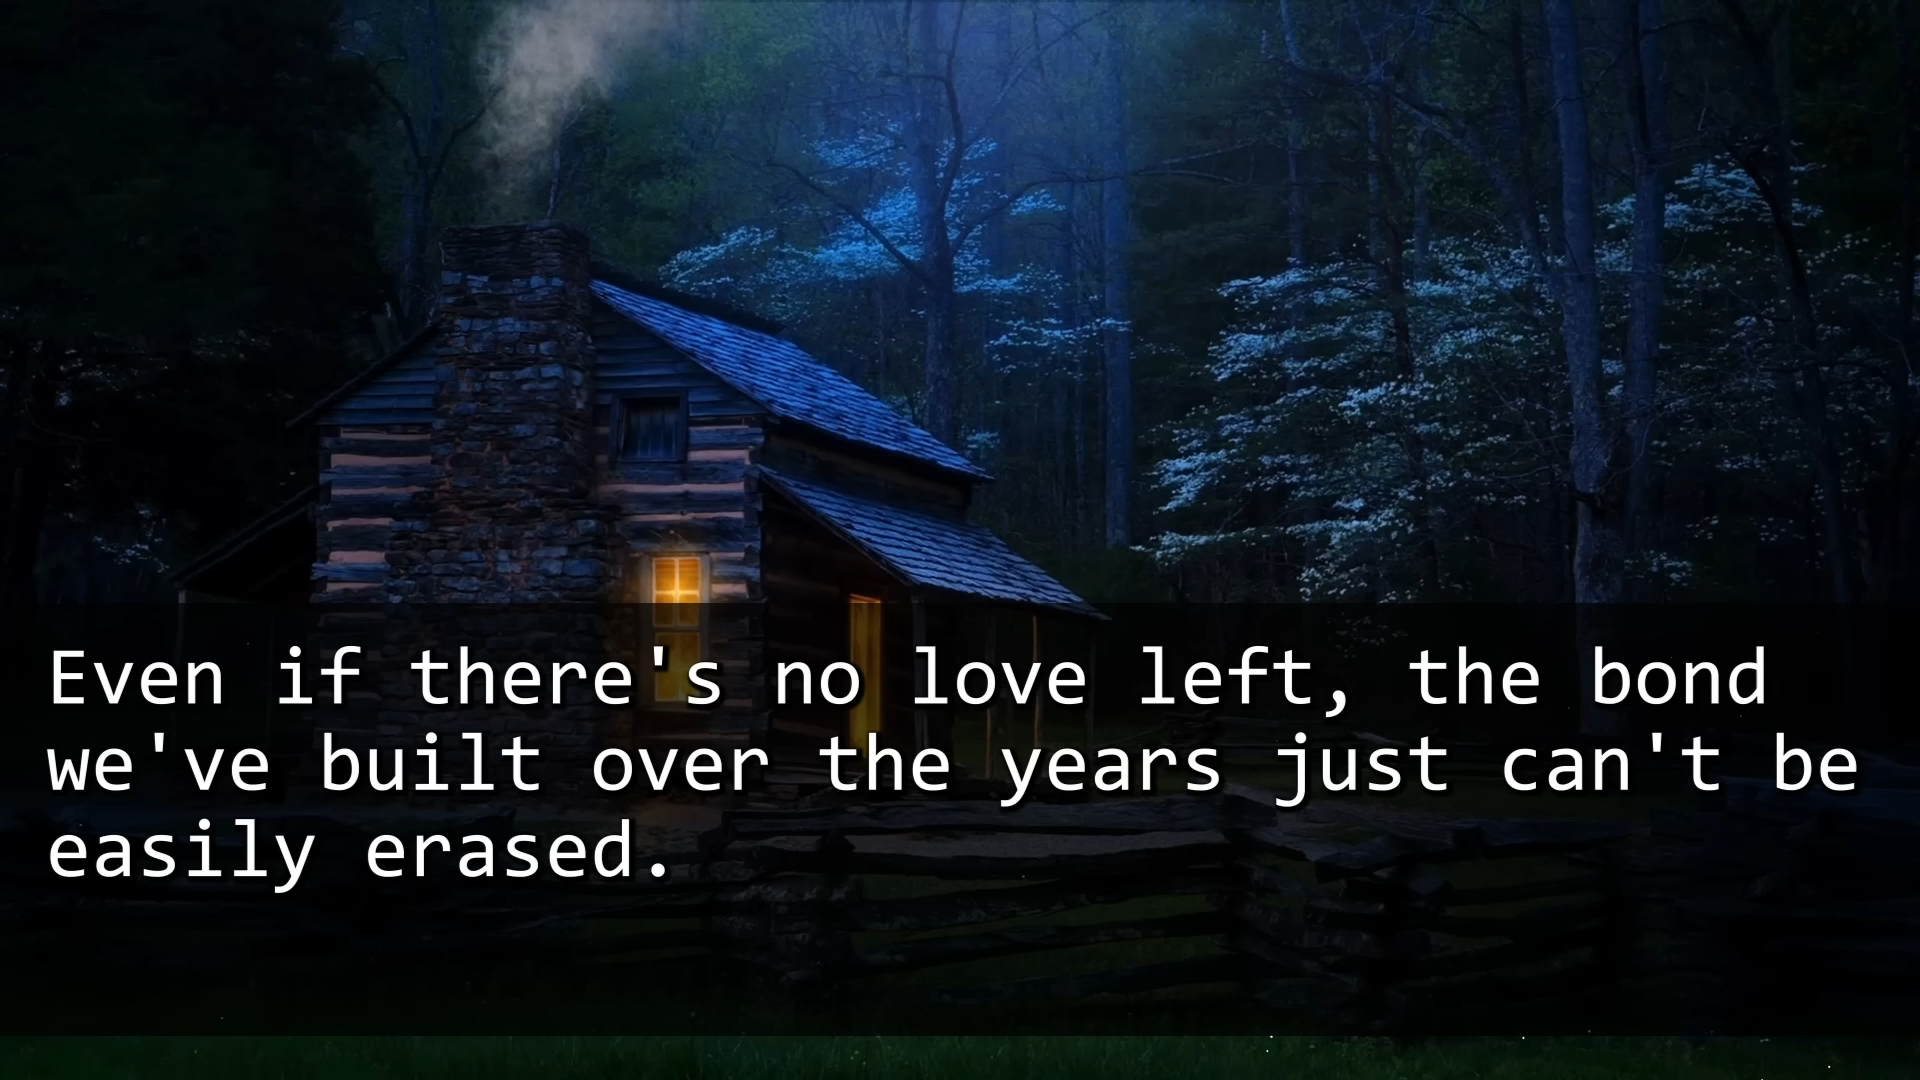 Even if there's no love left, the bond
we've built over the years just can't be
easily erased.